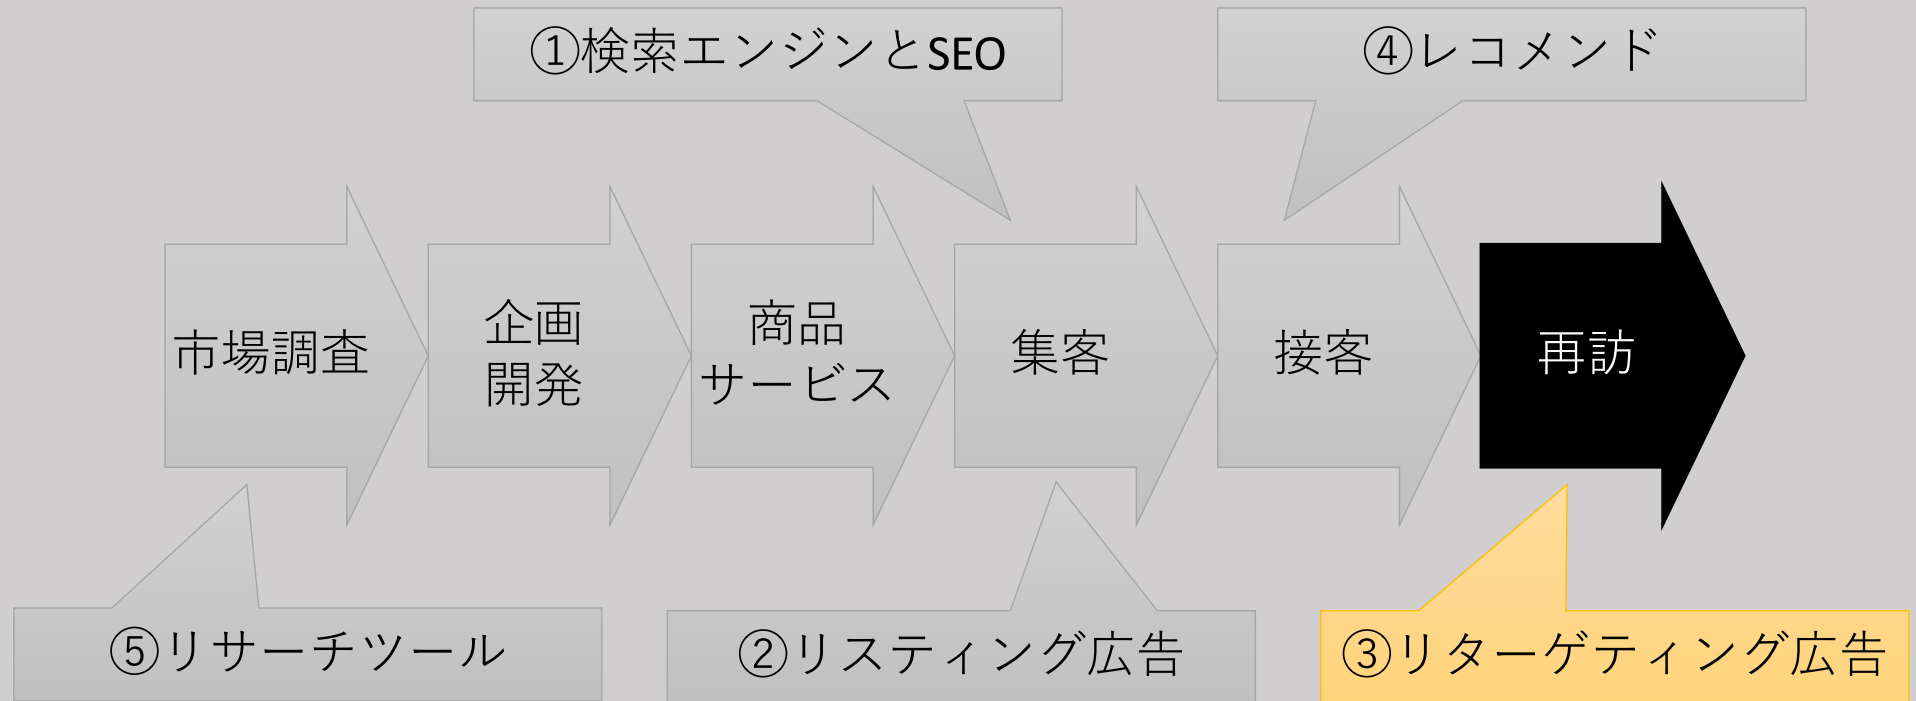 ①検索エンジンとSEO
④レコメンド
市場調査
企画
開発
商品
サービス
集客
接客
再訪
⑤リサーチツール
②リスティング広告
③リターゲティング広告